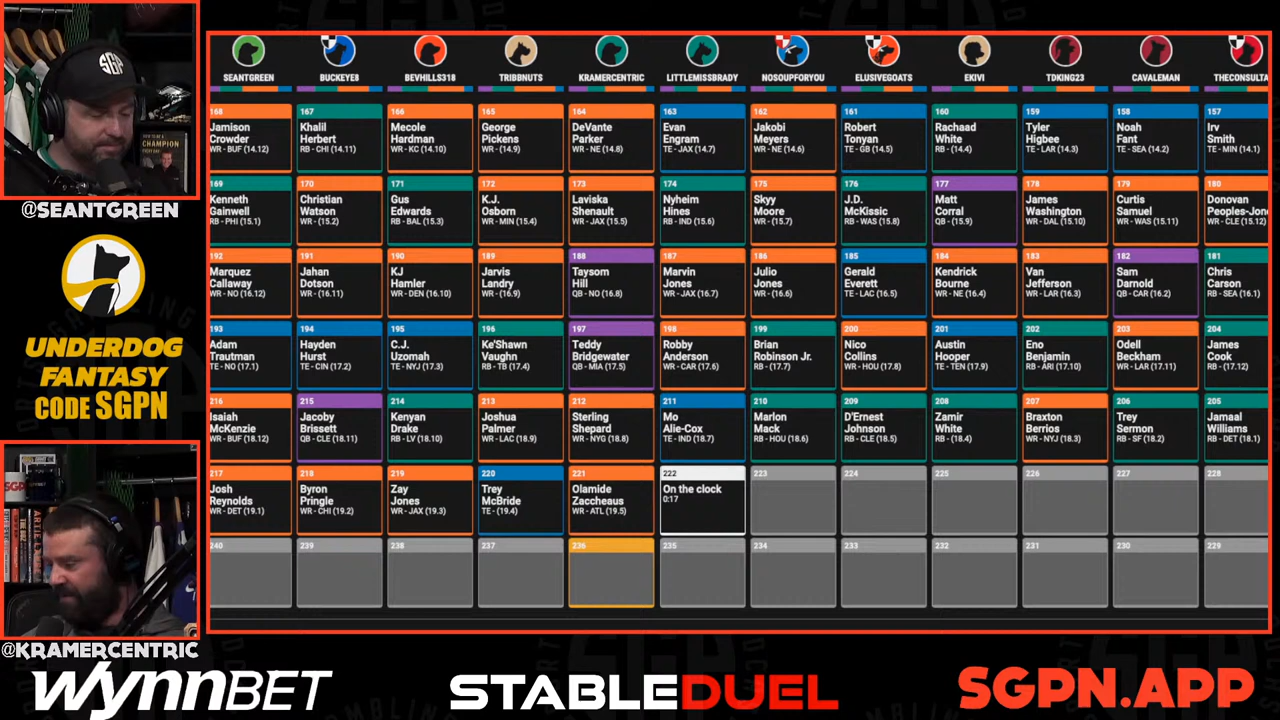 SEANTGREEN BUCKEYE8 BEVHILLS318 TRIBBNUTS KRAMERCENTRIC LITTLEMISSBRADY NOSOUPFORYOU ELUSIVEGOATS EKIVI TDKING23 CAVALEMAN THECONSULTA
168 167 166 165 164 163 162 161 160 159 158 157
Jamison Khalil Mecole George DeVante Evan Jakobi Robert Rachaad Tyler Noah Irv
Crowder Herbert Hardman Pickens Parker Engram Meyers Tonyan White Higbee Fant Smith
WR - BUF (14.12) RB - CHI (14.11) WR - KC (14.10) WR - (14.9) WR - NE (14.8) TE - JAX (14.7) WR - NE (14.6) TE - GB (14.5) RB - (14.4) TE - LAR (14.3) TE - SEA (14.2) TE - MIN (14.1)
169 170 171 172 173 174 175 176 177 178 179 180
Kenneth Christian Gus K.J. Laviska Nyheim Skyy J.D. Matt James Curtis Donovan
Gainwell Watson Edwards Osborn Shenault Hines Moore McKissic Corral Washington Samuel Peoples-Jon
RB - PHI (15.1) WR - (15.2) RB - BAL (15.3) WR - MIN (15.4) WR - JAX (15.5) RB - IND (15.6) WR - (15.7) RB - WAS (15.8) QB - (15.9) WR - DAL (15.10) WR - WAS (15.11) WR - CLE (15.12)
192 191 190 189 188 187 186 185 184 183 182 181
Marquez Jahan KJ Jarvis Taysom Marvin Julio Gerald Kendrick Van Sam Chris
Callaway Dotson Hamler Landry Hill Jones Jones Everett Bourne Jefferson Darnold Carson
WR - NO (16.12) WR - (16.11) WR - DEN (16.10) WR - (16.9) QB - NO (16.8) WR - JAX (16.7) WR - (16.6) TE - LAC (16.5) WR - NE (16.4) WR - LAR (16.3) QB - CAR (16.2) RB - SEA (16.1)
193 194 195 196 197 198 199 200 201 202 203 204
Adam Hayden C.J. Ke'Shawn Teddy Robby Brian Nico Austin Eno Odell James
Trautman Hurst Uzomah Vaughn Bridgewater Anderson Robinson Jr. Collins Hooper Benjamin Beckham Cook
TE - NO (17.1) TE - CIN (17.2) TE - NYJ (17.3) RB - TB (17.4) QB - MIA (17.5) WR - CAR (17.6) RB - (17.7) WR - HOU (17.8) TE - TEN (17.9) RB - ARI (17.10) WR - LAR (17.11) RB - (17.12)
216 215 214 213 212 211 210 209 208 207 206 205
Isaiah Jacoby Kenyan Joshua Sterling Mo Marlon D'Ernest Zamir Braxton Trey Jamaal
McKenzie Brissett Drake Palmer Shepard Alie-Cox Mack Johnson White Berrios Sermon Williams
WR - BUF (18.12) QB - CLE (18.11) RB - LV (18.10) WR - LAC (18.9) WR - NYG (18.8) TE - IND (18.7) RB - HOU (18.6) RB - CLE (18.5) RB - (18.4) WR - NYJ (18.3) RB - SF (18.2) RB - DET (18.1)
217 218 219 220 221 222 223 224 225 226 227 228
Josh Byron Zay Trey Olamide On the clock
Reynolds Pringle Jones McBride Zaccheaus 0:17
WR - DET (19.1) WR - CHI (19.2) WR - JAX (19.3) TE - (19.4) WR - ATL (19.5)
240 239 238 237 236 235 234 233 232 231 230 229
SGP
CHAMPION
@SEANTGREEN
UNDERDOG
FANTASY
CODE SGPN
@KRAMERCENTRIC
WYNNBET STABLEDUEL SGPN.APP